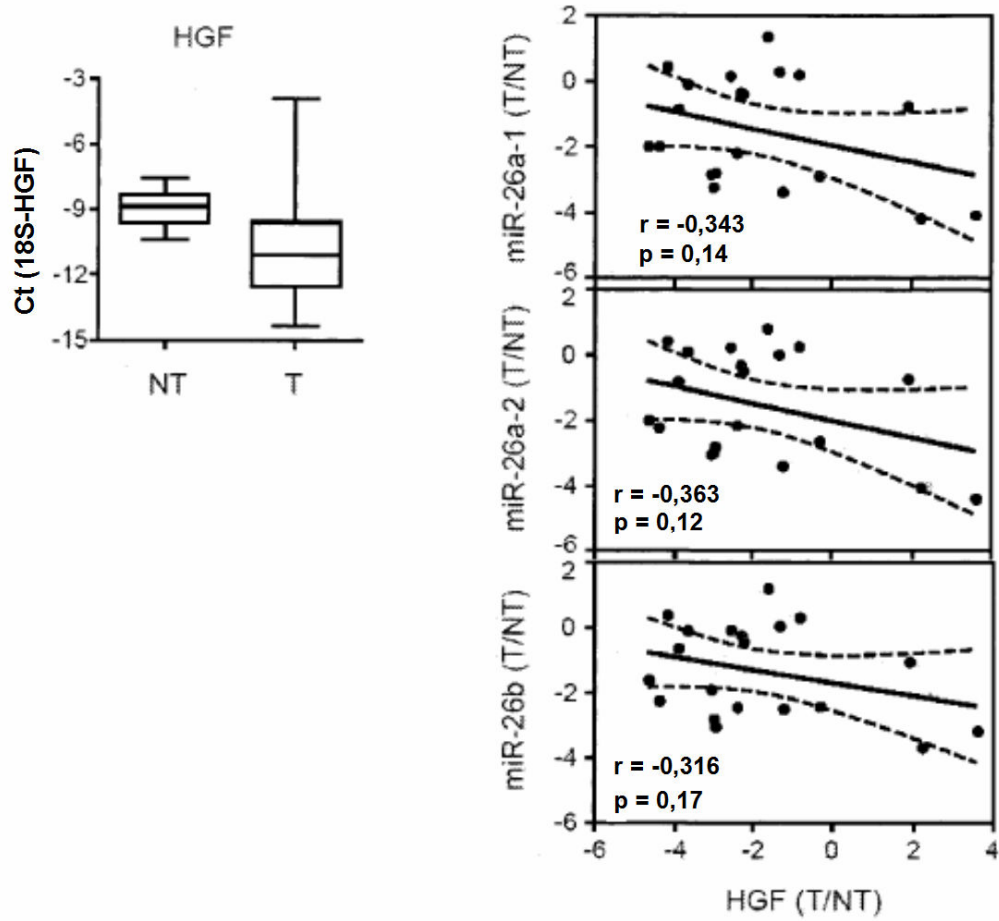 HGF
Ct (18S-HGF)
-3
-6
-9
-12
-15
NT T
miR-26a-1 (T/NT)
2
0
-2
-4
-6
r = -0,343
p = 0,14
miR-26a-2 (T/NT)
2
0
-2
-4
-6
r = -0,363
p = 0,12
miR-26b (T/NT)
2
0
-2
-4
-6
r = -0,316
p = 0,17
-6 -4 -2 0 2 4
HGF (T/NT)